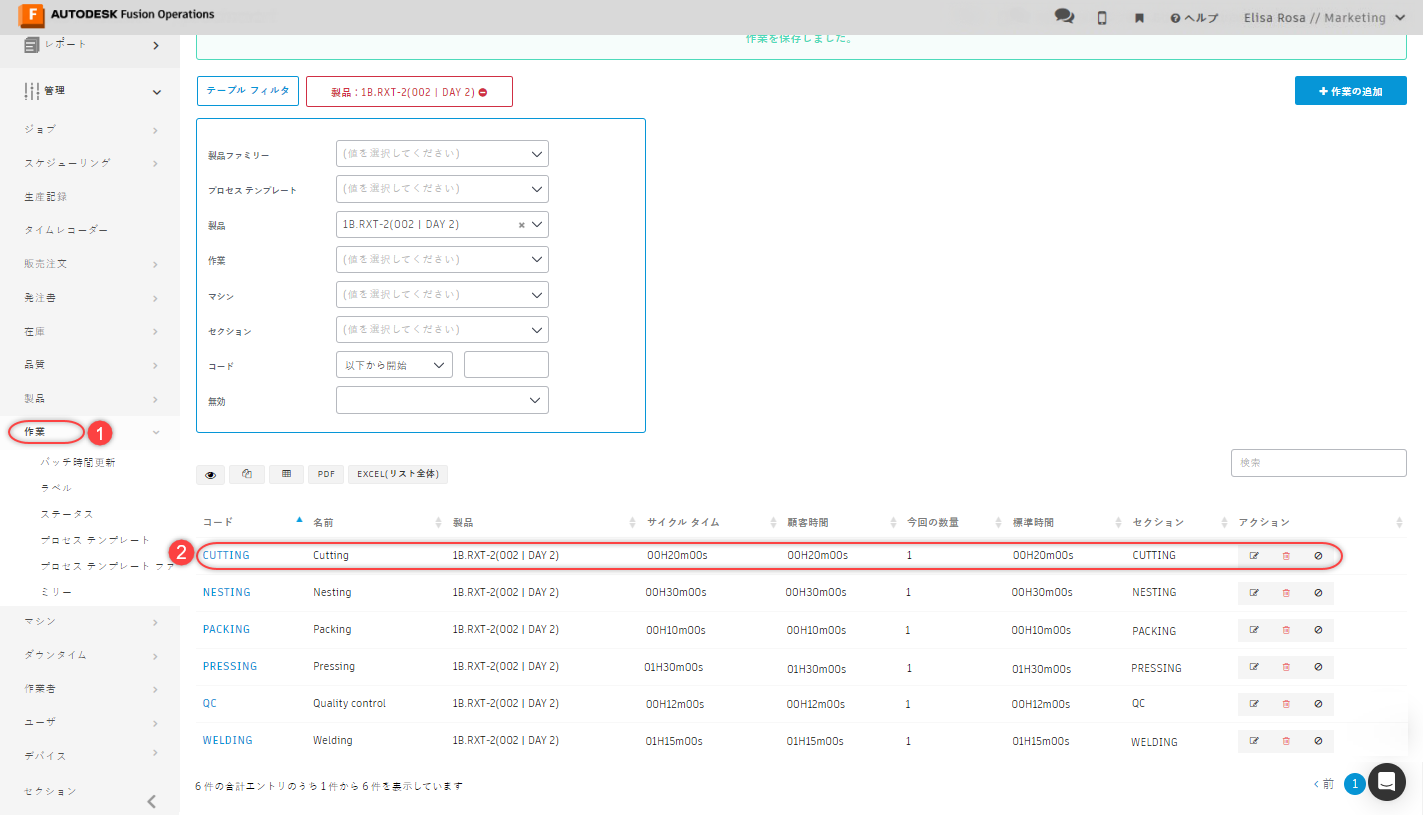 AUTODESK Fusion Operations
ヘルプ
Elisa Rosa // Marketing
レポート
管理
ジョブ
スケジューリング
生産記録
タイムレコーダー
販売注文
発注書
在庫
品質
製品
作業
1
バッチ時間更新
ラベル
ステータス
プロセス テンプレート
プロセス テンプレート ファ
ミリー
マシン
ダウンタイム
作業者
ユーザ
デバイス
セクション
作業を保存しました。
テーブル フィルタ
製品:1B.RXT-2(002 | DAY 2)
作業の追加
製品ファミリー (値を選択してください)
プロセス テンプレート (値を選択してください)
製品 1B.RXT-2(002 | DAY 2)
作業 (値を選択してください)
マシン (値を選択してください)
セクション (値を選択してください)
コード 以下から開始
無効
PDF EXCEL(リスト全体)
検索
コード 名前 製品 サイクル タイム 顧客時間 今回の数量 標準時間 セクション アクション
2
CUTTING Cutting 1B.RXT-2(002 | DAY 2) 00H20m00s 00H20m00s 1 00H20m00s CUTTING
NESTING Nesting 1B.RXT-2(002 | DAY 2) 00H30m00s 00H30m00s 1 00H30m00s NESTING
PACKING Packing 1B.RXT-2(002 | DAY 2) 00H10m00s 00H10m00s 1 00H10m00s PACKING
PRESSING Pressing 1B.RXT-2(002 | DAY 2) 01H30m00s 01H30m00s 1 01H30m00s PRESSING
QC Quality control 1B.RXT-2(002 | DAY 2) 00H12m00s 00H12m00s 1 00H12m00s QC
WELDING Welding 1B.RXT-2(002 | DAY 2) 01H15m00s 01H15m00s 1 01H15m00s WELDING
6 件の合計エントリのうち 1 件から 6 件を表示しています
前 1